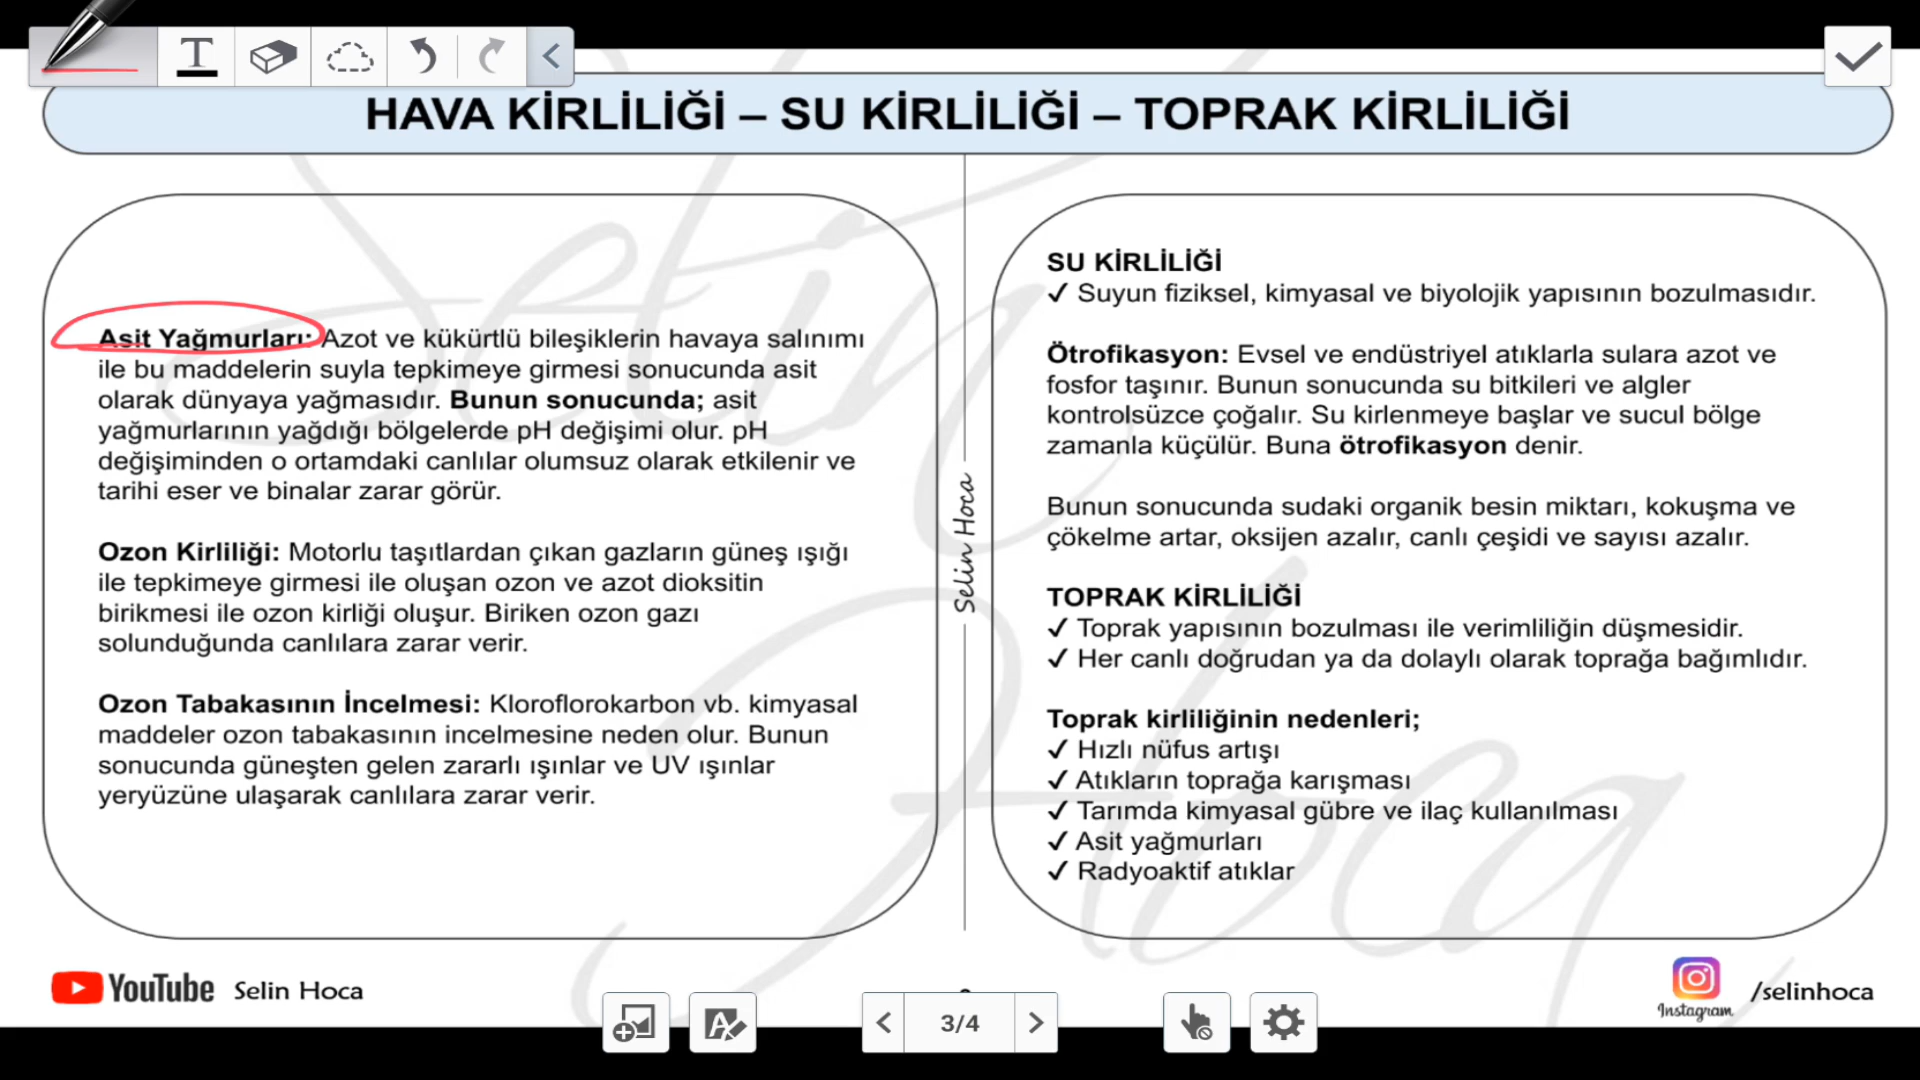 HAVA KİRLİLİĞİ – SU KİRLİLİĞİ – TOPRAK KİRLİLİĞİ
Asit Yağmurları: Azot ve kükürtlü bileşiklerin havaya salınımı
ile bu maddelerin suyla tepkimeye girmesi sonucunda asit
olarak dünyaya yağmasıdır. Bunun sonucunda; asit
yağmurlarının yağdığı bölgelerde pH değişimi olur. pH
değişiminden o ortamdaki canlılar olumsuz olarak etkilenir ve
tarihi eser ve binalar zarar görür.
Ozon Kirliliği: Motorlu taşıtlardan çıkan gazların güneş ışığı
ile tepkimeye girmesi ile oluşan ozon ve azot dioksitin
birikmesi ile ozon kirliği oluşur. Biriken ozon gazı
solunduğunda canlılara zarar verir.
Ozon Tabakasının İncelmesi: Kloroflorokarbon vb. kimyasal
maddeler ozon tabakasının incelmesine neden olur. Bunun
sonucunda güneşten gelen zararlı ışınlar ve UV ışınlar
yeryüzüne ulaşarak canlılara zarar verir.
Selin Hoca
SU KİRLİLİĞİ
✓ Suyun fiziksel, kimyasal ve biyolojik yapısının bozulmasıdır.
Ötrofikasyon: Evsel ve endüstriyel atıklarla sulara azot ve
fosfor taşınır. Bunun sonucunda su bitkileri ve algler
kontrolsüzce çoğalır. Su kirlenmeye başlar ve sucul bölge
zamanla küçülür. Buna ötrofikasyon denir.
Bunun sonucunda sudaki organik besin miktarı, kokuşma ve
çökelme artar, oksijen azalır, canlı çeşidi ve sayısı azalır.
TOPRAK KİRLİLİĞİ
✓ Toprak yapısının bozulması ile verimliliğin düşmesidir.
✓ Her canlı doğrudan ya da dolaylı olarak toprağa bağımlıdır.
Toprak kirliliğinin nedenleri;
✓ Hızlı nüfus artışı
✓ Atıkların toprağa karışması
✓ Tarımda kimyasal gübre ve ilaç kullanılması
✓ Asit yağmurları
✓ Radyoaktif atıklar
Selin Hoca
YouTube Selin Hoca
3/4
/selinhoca
Instagram